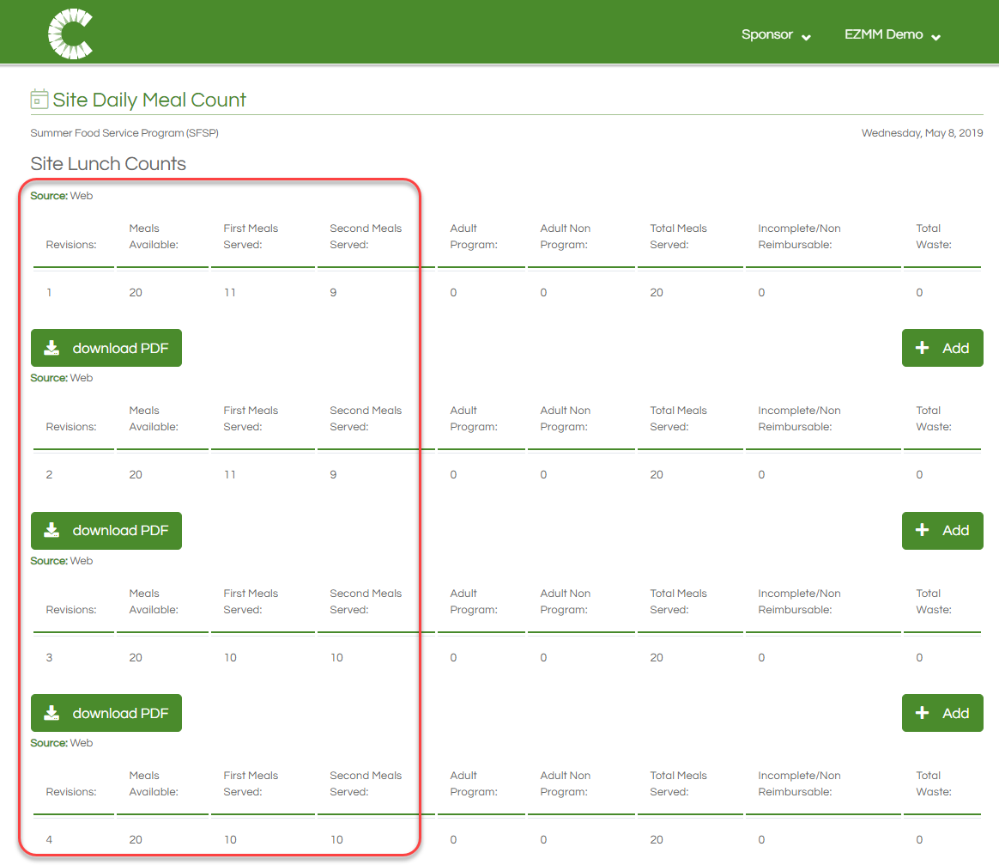 Sponsor EZMM Demo
Site Daily Meal Count
Summer Food Service Program (SFSP) Wednesday, May 8, 2019
Site Lunch Counts
Source: Web
Meals First Meals Second Meals Adult Adult Non Total Meals Incomplete/Non Total
Revisions: Available: Served: Served: Program: Program: Served: Reimbursable: Waste:
1 20 11 9 0 0 20 0 0
download PDF Add
Source: Web
Meals First Meals Second Meals Adult Adult Non Total Meals Incomplete/Non Total
Revisions: Available: Served: Served: Program: Program: Served: Reimbursable: Waste:
2 20 11 9 0 0 20 0 0
download PDF Add
Source: Web
Meals First Meals Second Meals Adult Adult Non Total Meals Incomplete/Non Total
Revisions: Available: Served: Served: Program: Program: Served: Reimbursable: Waste:
3 20 10 10 0 0 20 0 0
download PDF Add
Source: Web
Meals First Meals Second Meals Adult Adult Non Total Meals Incomplete/Non Total
Revisions: Available: Served: Served: Program: Program: Served: Reimbursable: Waste:
4 20 10 10 0 0 20 0 0